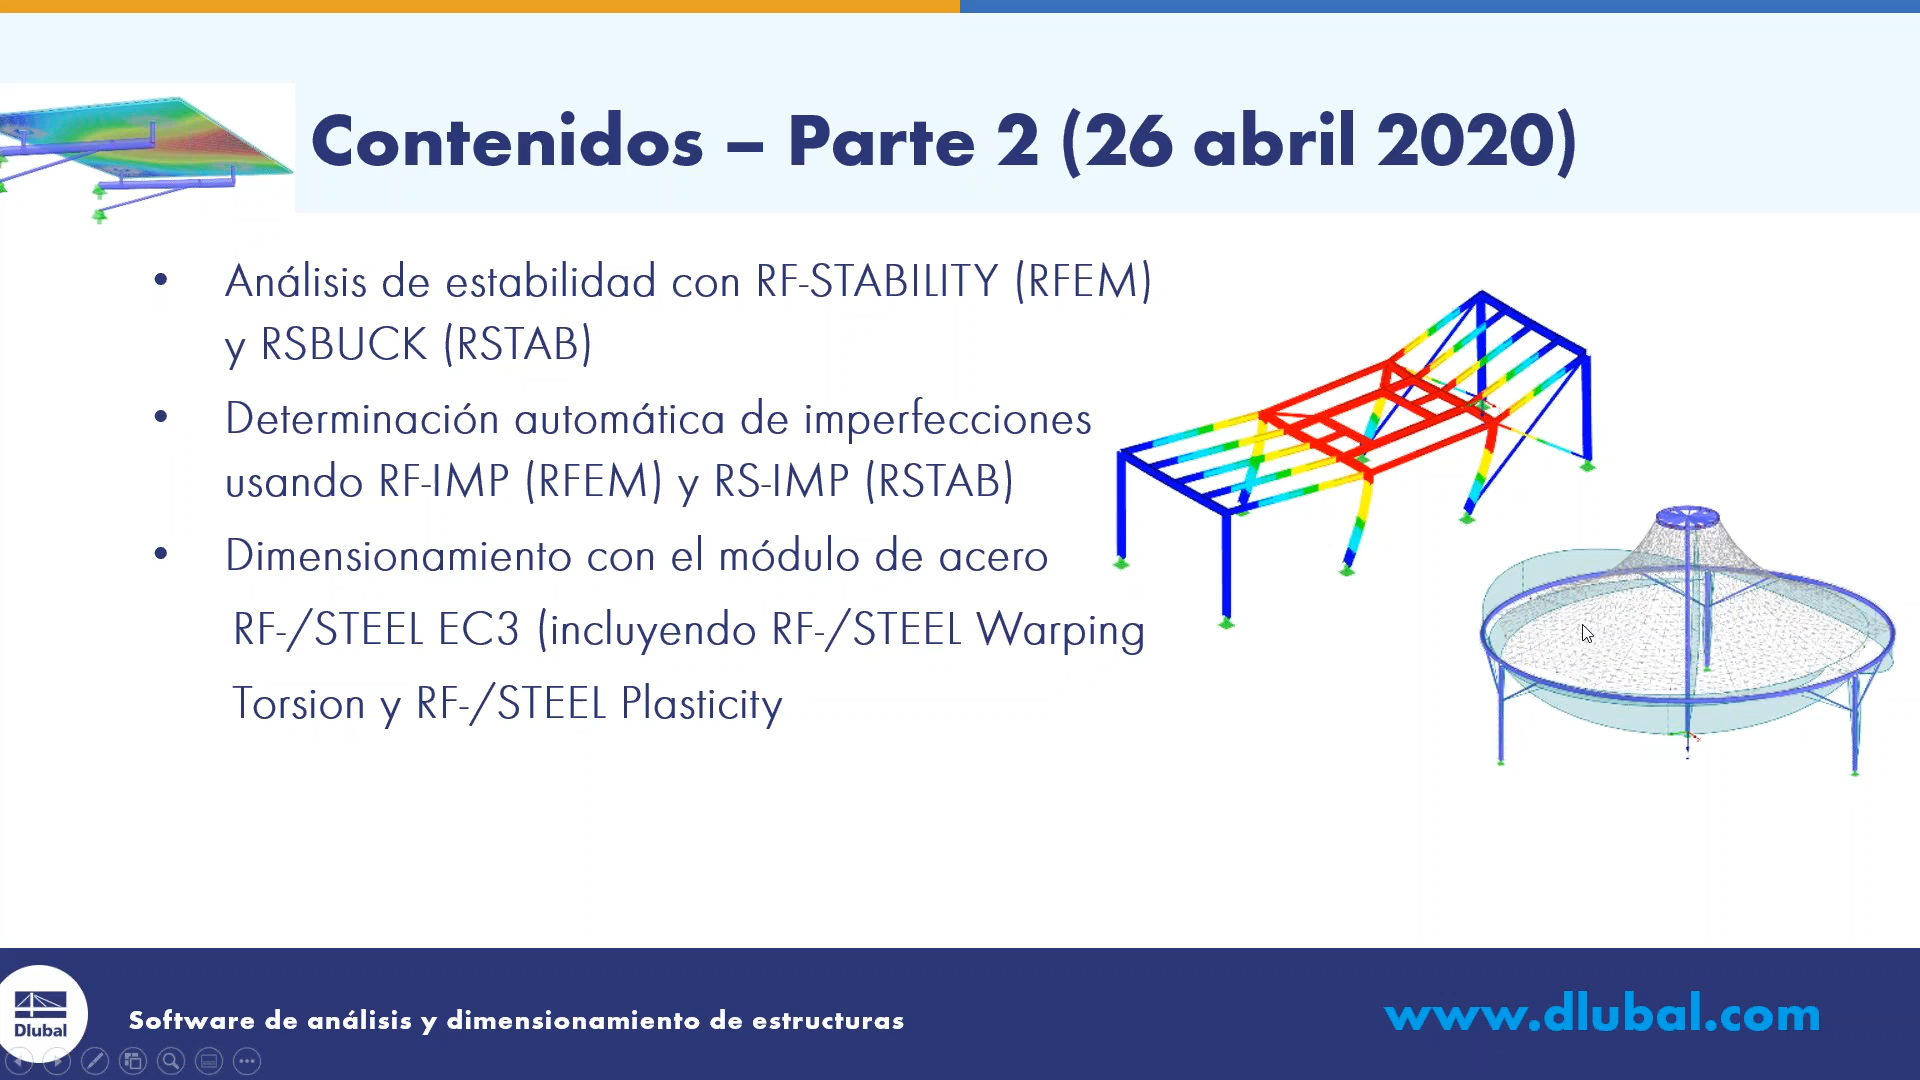 Contenidos – Parte 2 (26 abril 2020)
• Análisis de estabilidad con RF-STABILITY (RFEM)
y RSBUCK (RSTAB)
• Determinación automática de imperfecciones
usando RF-IMP (RFEM) y RS-IMP (RSTAB)
• Dimensionamiento con el módulo de acero
RF-/STEEL EC3 (incluyendo RF-/STEEL Warping
Torsion y RF-/STEEL Plasticity
Dlubal
Software de análisis y dimensionamiento de estructuras
www.dlubal.com